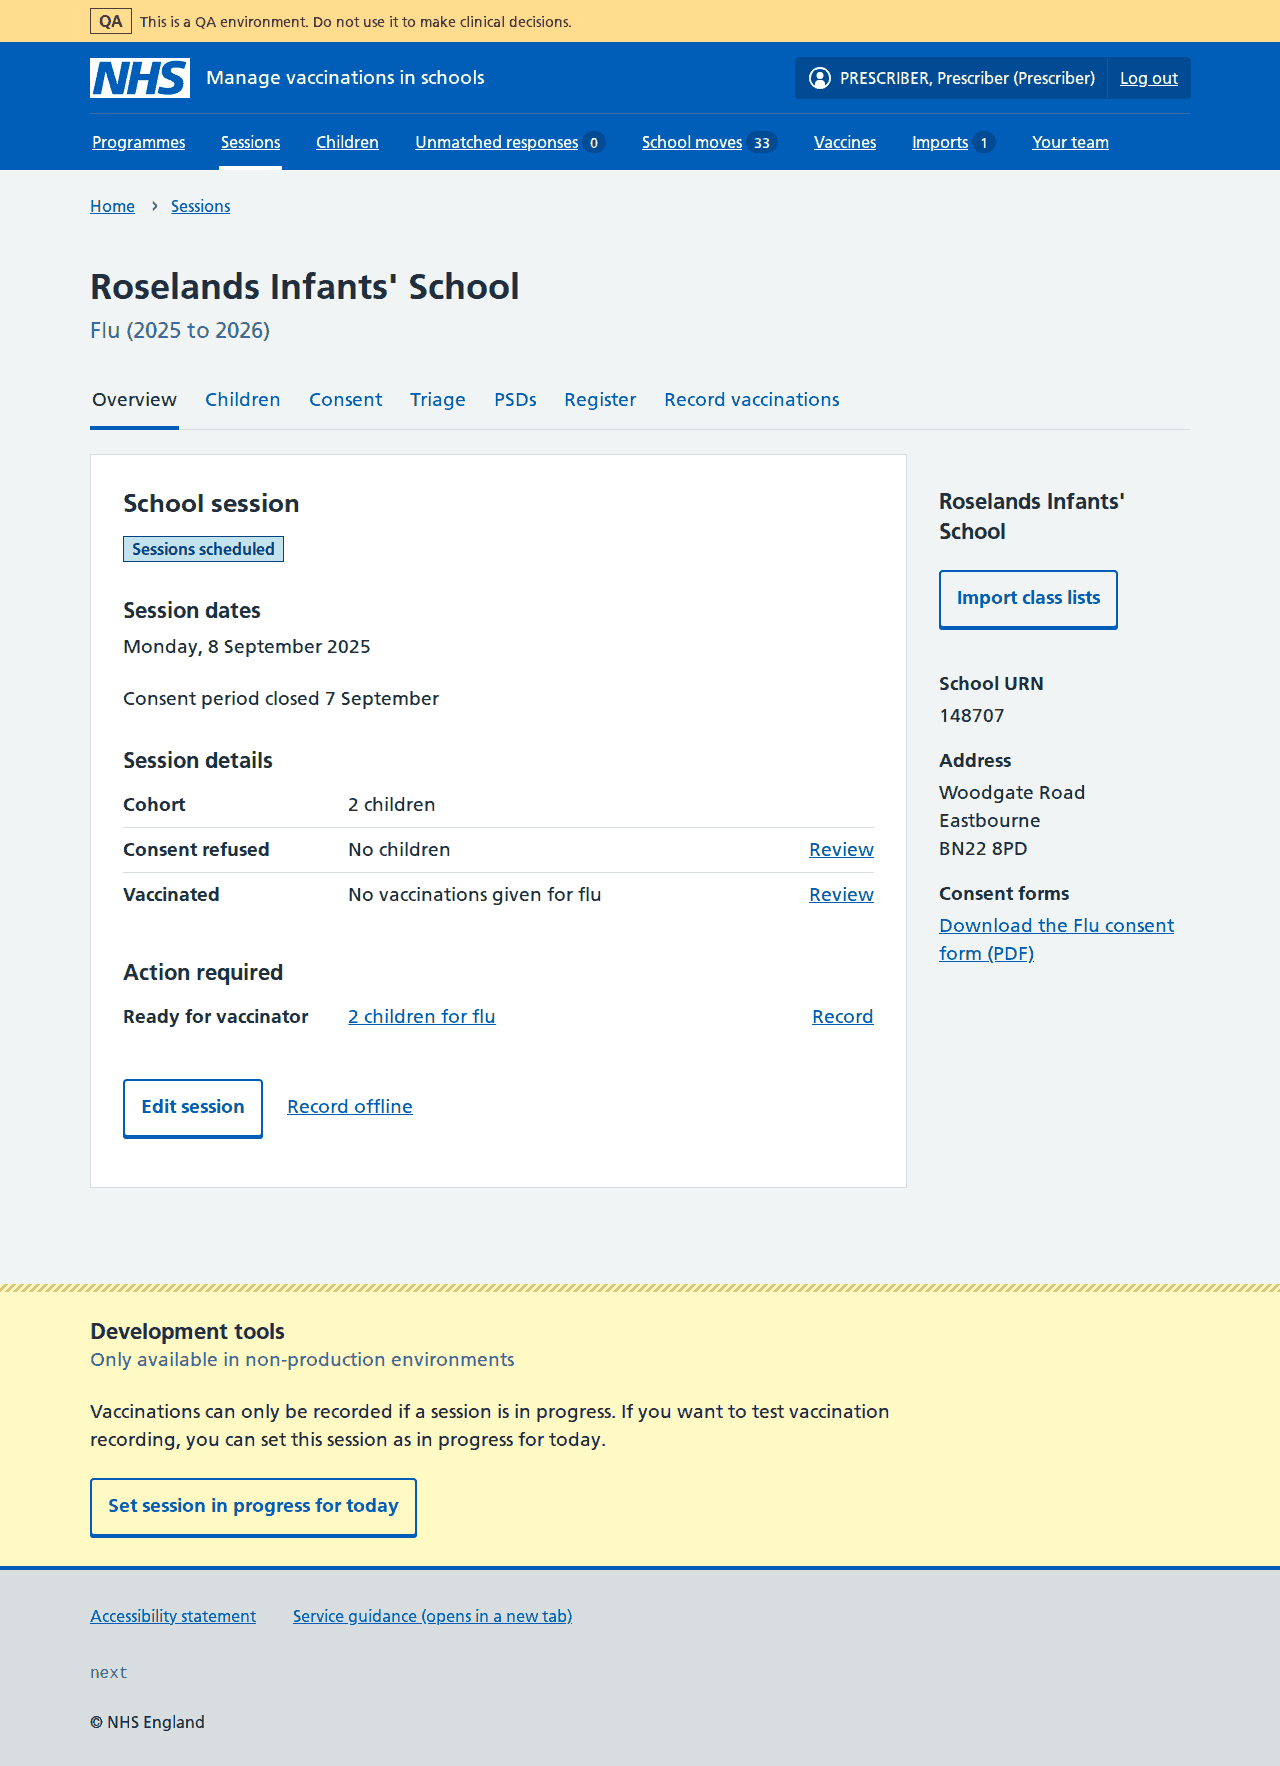 QA This is a QA environment. Do not use it to make clinical decisions.
NHS Manage vaccinations in schools PRESCRIBER, Prescriber (Prescriber) Log out
Programmes Sessions Children Unmatched responses 0 School moves 33 Vaccines Imports 1 Your team
Home › Sessions
Roselands Infants' School
Flu (2025 to 2026)
Overview Children Consent Triage PSDs Register Record vaccinations
School session
Sessions scheduled
Session dates
Monday, 8 September 2025
Consent period closed 7 September
Session details
Cohort 2 children
Consent refused No children Review
Vaccinated No vaccinations given for flu Review
Action required
Ready for vaccinator 2 children for flu Record
Edit session Record offline
Roselands Infants'
School
Import class lists
School URN
148707
Address
Woodgate Road
Eastbourne
BN22 8PD
Consent forms
Download the Flu consent
form (PDF)
Development tools
Only available in non-production environments
Vaccinations can only be recorded if a session is in progress. If you want to test vaccination
recording, you can set this session as in progress for today.
Set session in progress for today
Accessibility statement Service guidance (opens in a new tab)
next
© NHS England